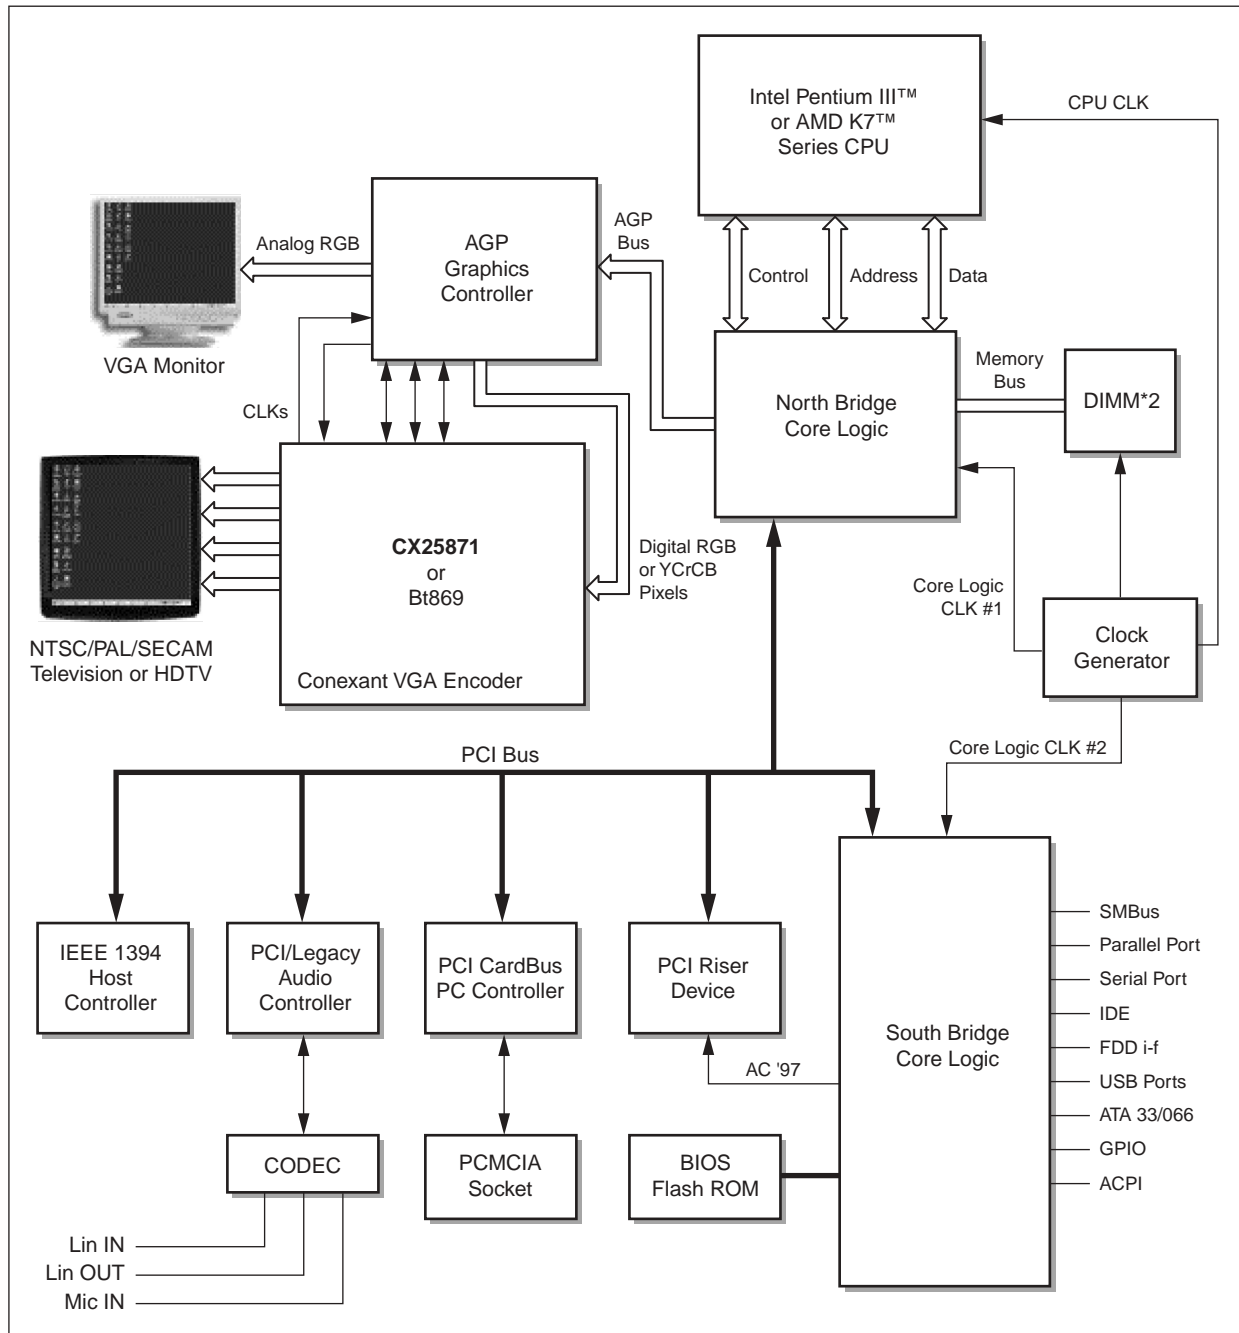 Intel Pentium III™
or AMD K7™
Series CPU
CPU CLK
AGP
Graphics
Controller
AGP
Bus
Analog RGB
VGA Monitor
Control
Address
Data
North Bridge
Core Logic
Memory
Bus
DIMM*2
CLKs
CX25871
or
Bt869
Conexant VGA Encoder
Digital RGB
or YCrCB
Pixels
NTSC/PAL/SECAM
Television or HDTV
Core Logic
CLK #1
Clock
Generator
Core Logic CLK #2
PCI Bus
IEEE 1394
Host
Controller
PCI/Legacy
Audio
Controller
PCI CardBus
PC Controller
PCI Riser
Device
AC '97
South Bridge
Core Logic
SMBus
Parallel Port
Serial Port
IDE
FDD i-f
USB Ports
ATA 33/066
GPIO
ACPI
CODEC
PCMCIA
Socket
BIOS
Flash ROM
Lin IN
Lin OUT
Mic IN